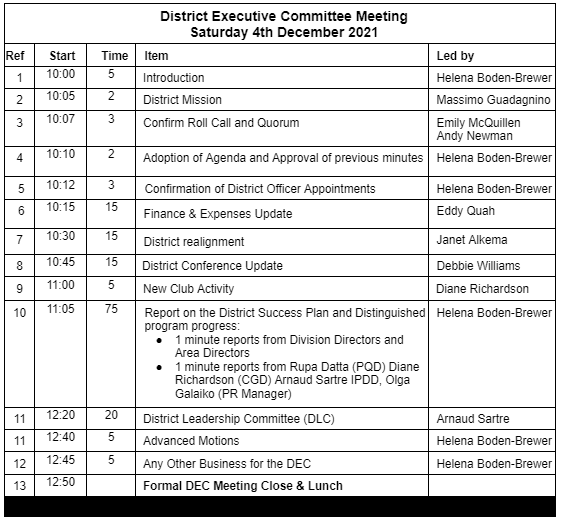 District Executive Committee Meeting
Saturday 4th December 2021
Ref Start Time Item Led by
1 10:00 5 Introduction Helena Boden-Brewer
2 10:05 2 District Mission Massimo Guadagnino
3 10:07 3 Confirm Roll Call and Quorum Emily McQuillen
Andy Newman
4 10:10 2 Adoption of Agenda and Approval of previous minutes Helena Boden-Brewer
5 10:12 3 Confirmation of District Officer Appointments Helena Boden-Brewer
6 10:15 15 Finance & Expenses Update Eddy Quah
7 10:30 15 District realignment Janet Alkema
8 10:45 15 District Conference Update Debbie Williams
9 11:00 5 New Club Activity Diane Richardson
10 11:05 75 Report on the District Success Plan and Distinguished Helena Boden-Brewer
program progress:
● 1 minute reports from Division Directors and
Area Directors
● 1 minute reports from Rupa Datta (PQD) Diane
Richardson (CGD) Arnaud Sartre IPDD, Olga
Galaiko (PR Manager)
11 12:20 20 District Leadership Committee (DLC) Arnaud Sartre
11 12:40 5 Advanced Motions Helena Boden-Brewer
12 12:45 5 Any Other Business for the DEC Helena Boden-Brewer
13 12:50 Formal DEC Meeting Close & Lunch